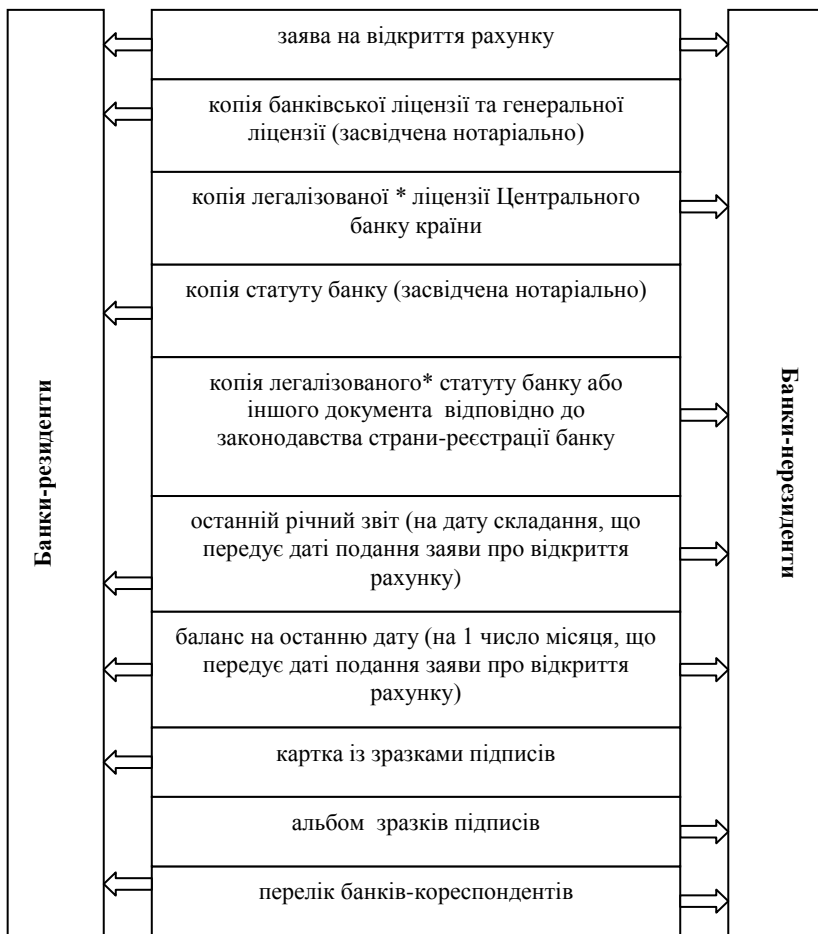 заява на відкриття рахунку
копія банківської ліцензії та генеральної
ліцензії (засвідчена нотаріально)
копія легалізованої * ліцензії Центрального
банку країни
копія статуту банку (засвідчена нотаріально)
Банки-резиденти
Банки-нерезиденти
копія легалізованого* статуту банку або
іншого документа відповідно до
законодавства страни-реєстрації банку
останній річний звіт (на дату складання, що
передує даті подання заяви про відкриття
рахунку)
баланс на останню дату (на 1 число місяця, що
передує даті подання заяви про відкриття
рахунку)
картка із зразками підписів
альбом зразків підписів
перелік банків-кореспондентів